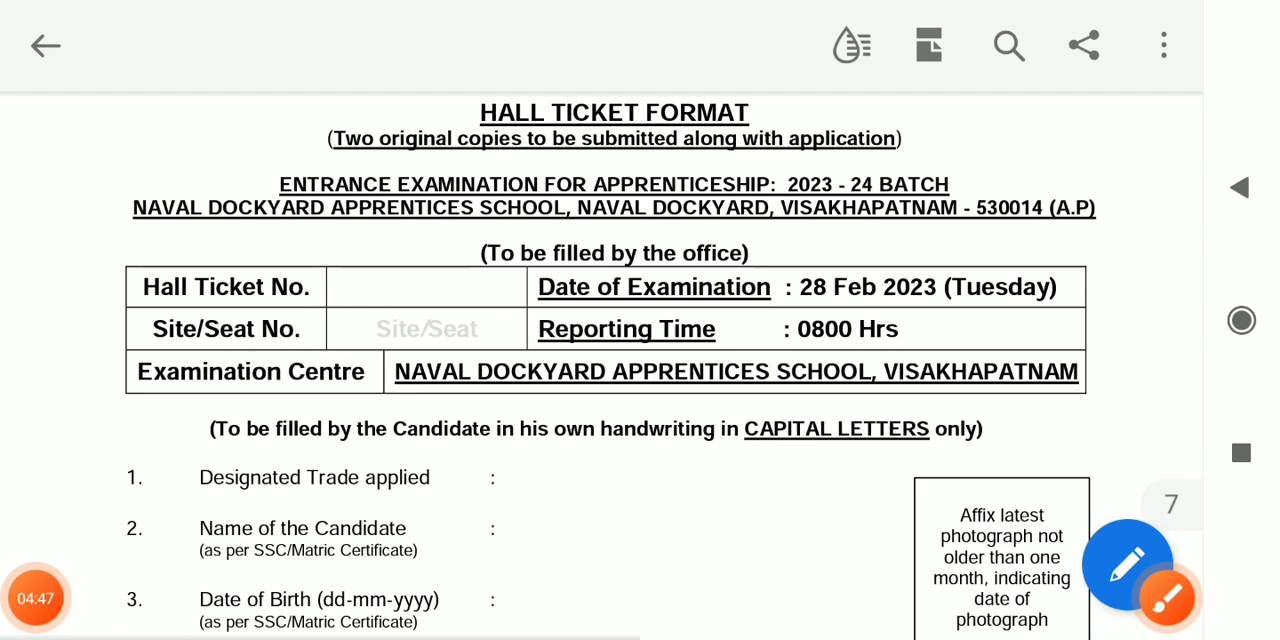 HALL TICKET FORMAT
(Two original copies to be submitted along with application)
ENTRANCE EXAMINATION FOR APPRENTICESHIP: 2023 - 24 BATCH
NAVAL DOCKYARD APPRENTICES SCHOOL, NAVAL DOCKYARD, VISAKHAPATNAM - 530014 (A.P)
(To be filled by the office)
Hall Ticket No. Date of Examination : 28 Feb 2023 (Tuesday)
Site/Seat No. Site/Seat Reporting Time : 0800 Hrs
Examination Centre NAVAL DOCKYARD APPRENTICES SCHOOL, VISAKHAPATNAM
(To be filled by the Candidate in his own handwriting in CAPITAL LETTERS only)
1. Designated Trade applied :
2. Name of the Candidate :
(as per SSC/Matric Certificate)
3. Date of Birth (dd-mm-yyyy) :
(as per SSC/Matric Certificate)
Affix latest
photograph not
older than one
month, indicating
date of
photograph
7
04:47